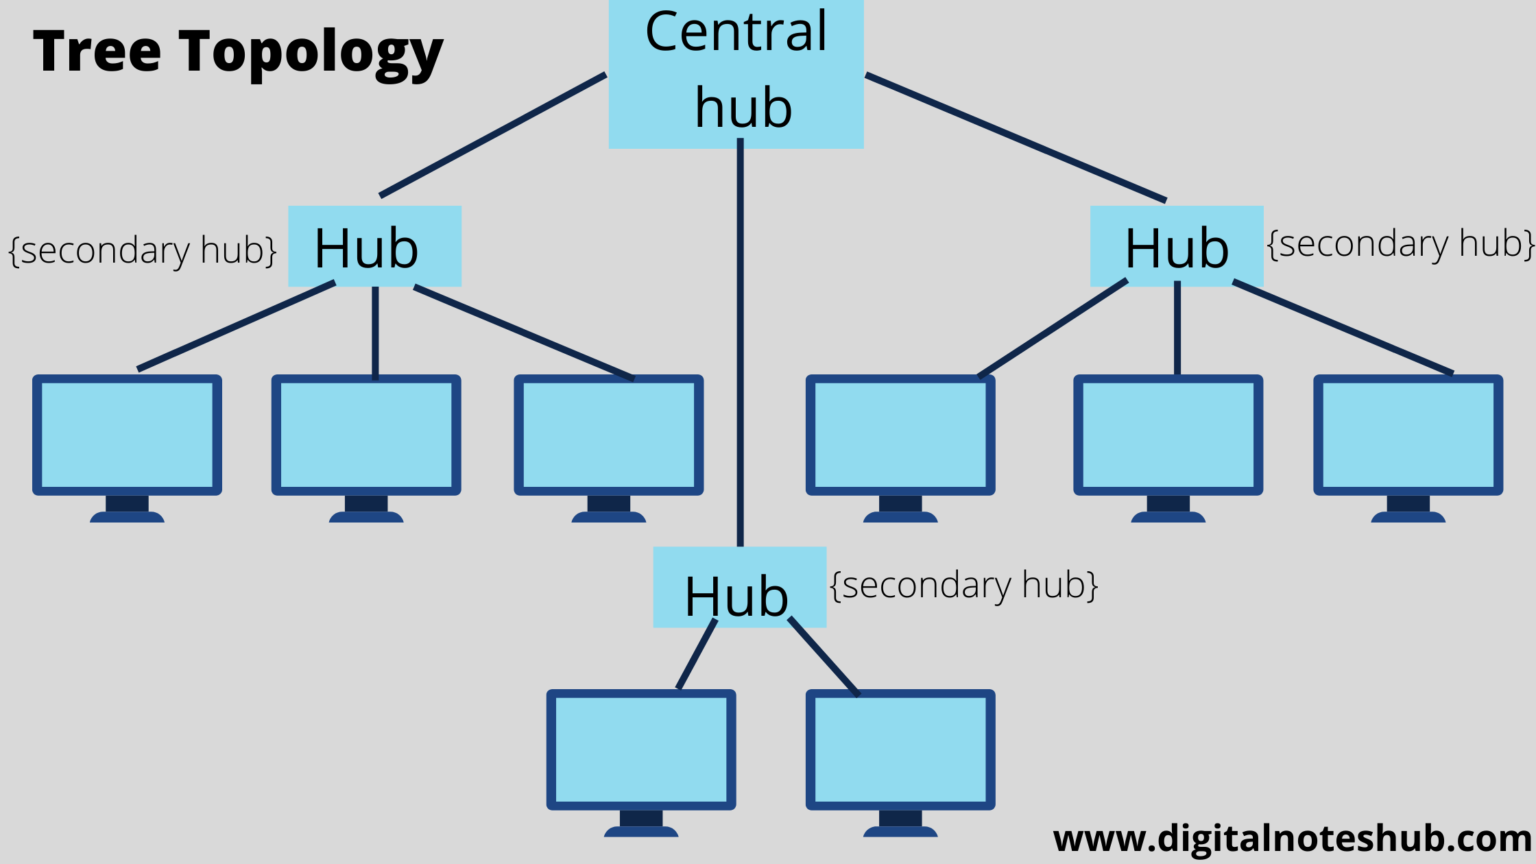 Tree Topology
Central
hub
{secondary hub}
Hub
Hub
{secondary hub}
Hub
{secondary hub}
www.digitalnoteshub.com